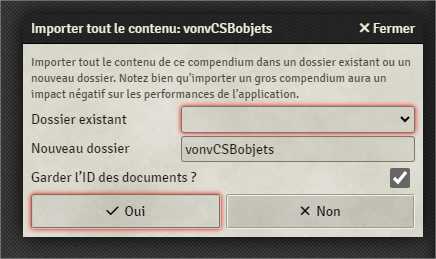 Importer tout le contenu: vonvCSBobjets
Fermer
Importer tout le contenu de ce compendium dans un dossier existant ou un
nouveau dossier. Notez bien qu'importer un gros compendium aura un
impact négatif sur les performances de l'application.
Dossier existant
Nouveau dossier
vonvCSBobjets
Garder l'ID des documents ?
Oui
Non